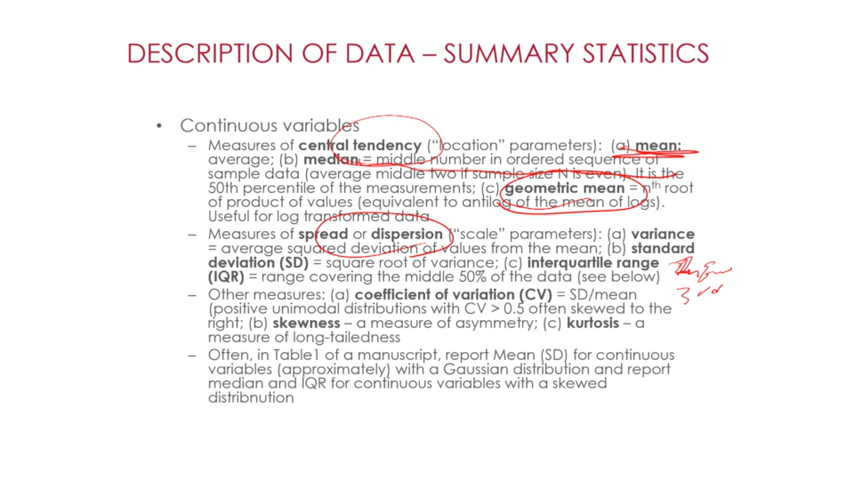 DESCRIPTION OF DATA – SUMMARY STATISTICS
• Continuous variables
– Measures of central tendency ("location" parameters): (a) mean:
average; (b) median = middle number in ordered sequence of
sample data (average middle two if sample size N is even). It is the
50th percentile of the measurements; (c) geometric mean = nth root
of product of values (equivalent to antilog of the mean of logs).
Useful for log transformed data.
– Measures of spread or dispersion ("scale" parameters): (a) variance
= average squared deviation of values from the mean; (b) standard
deviation (SD) = square root of variance; (c) interquartile range
(IQR) = range covering the middle 50% of the data (see below)
3 rd
– Other measures: (a) coefficient of variation (CV) = SD/mean
(positive unimodal distributions with CV > 0.5 often skewed to the
right; (b) skewness – a measure of asymmetry; (c) kurtosis – a
measure of long-tailedness
– Often, in Table1 of a manuscript, report Mean (SD) for continuous
variables (approximately) with a Gaussian distribution and report
median and IQR for continuous variables with a skewed
distribnution